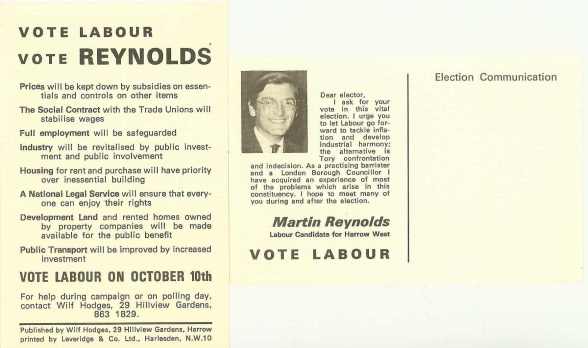 VOTE LABOUR
VOTE REYNOLDS
Prices will be kept down by subsidies on essen-
tials and controls on other items
The Social Contract with the Trade Unions will
stabilise wages
Full employment will be safeguarded
Industry will be revitalised by public invest-
ment and public involvement
Housing for rent and purchase will have priority
over inessential building
A National Legal Service will ensure that every-
one can enjoy their rights
Development Land and rented homes owned
by property companies will be made
available for the public benefit
Public Transport will be improved by increased
investment
VOTE LABOUR ON OCTOBER 10th
For help during campaign or on polling day,
contact Wilf Hodges, 29 Hillview Gardens,
863 1829.
Published by Wilf Hodges, 29 Hillview Gardens, Harrow
printed by Leveridge & Co. Ltd., Harlesden, N.W.10
Dear elector,
I ask for your
vote in this vital
election. I urge you
to let Labour go for-
ward to tackle infla-
tion and develop
industrial harmony;
the alternative is
Tory confrontation
and indecision. As a practising barrister
and a London Borough Councillor I
have acquired an experience of most
of the problems which arise in this
constituency. I hope to meet many of
you during and after the election.
Martin Reynolds
Labour Candidate for Harrow West
VOTE LABOUR
Election Communication